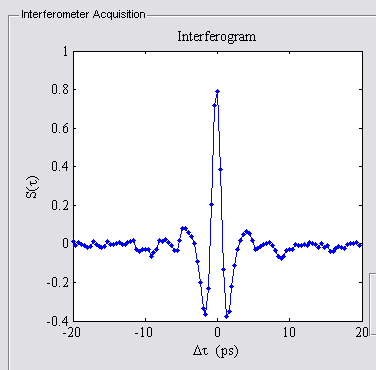 Interferometer Acquisition
Interferogram
1
0.8
0.6
0.4
0.2
0
-0.2
-0.4
S(τ)
-20 -10 0 10 20
Δτ (ps)